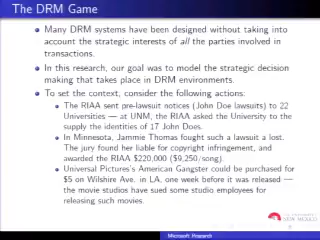 The DRM Game
Many DRM systems have been designed without taking into
account the strategic interests of all the parties involved in
transactions.
In this research, our goal was to model the strategic decision
making that takes place in DRM environments.
To set the context, consider the following actions:
The RIAA sent pre-lawsuit notices (John Doe lawsuits) to 22
Universities — at UNM, the RIAA asked the University to the
supply the identities of 17 John Does.
In Minnesota, Jammie Thomas fought such a lawsuit a lost.
The jury found her liable for copyright infringement, and
awarded the RIAA $220,000 ($9,250/song).
Universal Pictures's American Gangster could be purchased for
$5 on Wilshire Ave. in LA, one week before it was released —
the movie studios have sued some studio employees for
releasing such movies.
Microsoft Research